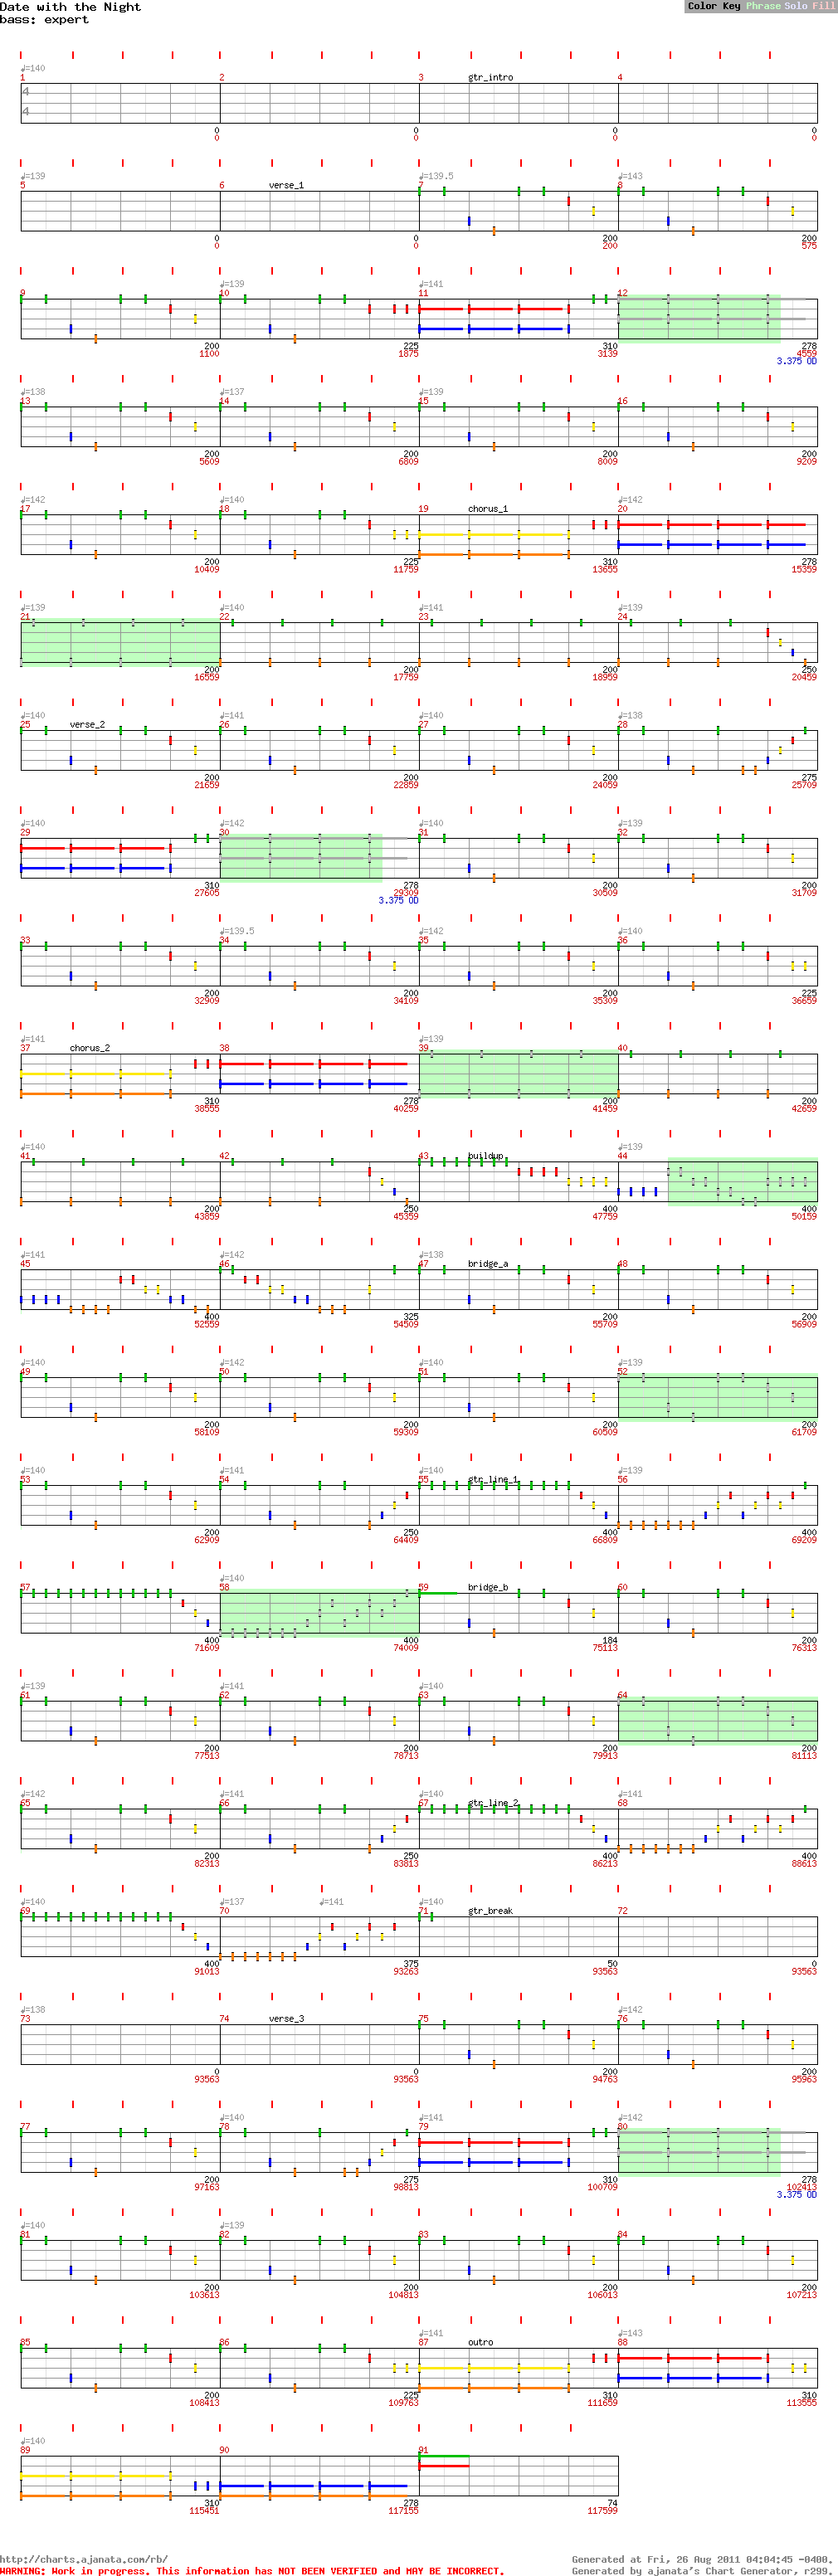 Date with the Night
bass: expert
Color Key Phrase Solo Fill
♩=140
1 2 3 gtr_intro 4
4
4
0 0 0 0
0 0 0 0
♩=139 ♩=139.5 ♩=143
5 6 verse_1 7 8
0 0 200 200
0 0 200 575
♩=139 ♩=141
9 10 11 12
200 225 310 278
1100 1875 3139 4559
3.375 OD
♩=138 ♩=137 ♩=139
13 14 15 16
200 200 200 200
5609 6809 8009 9209
♩=142 ♩=140 ♩=142
17 18 19 chorus_1 20
200 225 310 278
10409 11759 13655 15359
♩=139 ♩=140 ♩=141 ♩=139
21 22 23 24
200 200 200 250
16559 17759 18959 20459
♩=140 ♩=141 ♩=140 ♩=138
25 verse_2 26 27 28
200 200 200 275
21659 22859 24059 25709
♩=140 ♩=142 ♩=140 ♩=139
29 30 31 32
310 278 200 200
27605 29309 30509 31709
3.375 OD
♩=139.5 ♩=142 ♩=140
33 34 35 36
200 200 200 225
32909 34109 35309 36659
♩=141 ♩=139
37 chorus_2 38 39 40
310 278 200 200
38555 40259 41459 42659
♩=140 ♩=139
41 42 43 buildup 44
200 250 400 400
43859 45359 47759 50159
♩=141 ♩=142 ♩=138
45 46 47 bridge_a 48
400 325 200 200
52559 54509 55709 56909
♩=140 ♩=142 ♩=140 ♩=139
49 50 51 52
200 200 200 200
58109 59309 60509 61709
♩=140 ♩=141 ♩=140 ♩=139
53 54 55 gtr_line_1 56
200 250 400 400
62909 64409 66809 69209
♩=140
57 58 59 bridge_b 60
400 400 184 200
71609 74009 75113 76313
♩=139 ♩=141 ♩=140
61 62 63 64
200 200 200 200
77513 78713 79913 81113
♩=142 ♩=141 ♩=140 ♩=141
65 66 67 gtr_line_2 68
200 250 400 400
82313 83813 86213 88613
♩=140 ♩=137 ♩=141 ♩=140
69 70 71 gtr_break 72
400 375 50 0
91013 93263 93563 93563
♩=138 ♩=142
73 74 verse_3 75 76
0 0 200 200
93563 93563 94763 95963
♩=140 ♩=141 ♩=142
77 78 79 80
200 275 310 278
97163 98813 100709 102413
3.375 OD
♩=140 ♩=139
81 82 83 84
200 200 200 200
103613 104813 106013 107213
♩=141 ♩=143
85 86 87 outro 88
200 225 310 310
108413 109763 111659 113555
♩=140
89 90 91
310 278 74
115451 117155 117599
http://charts.ajanata.com/rb/
Generated at Fri, 26 Aug 2011 04:04:45 -0400.
WARNING: Work in progress. This information has NOT BEEN VERIFIED and MAY BE INCORRECT.
Generated by ajanata's Chart Generator, r299.